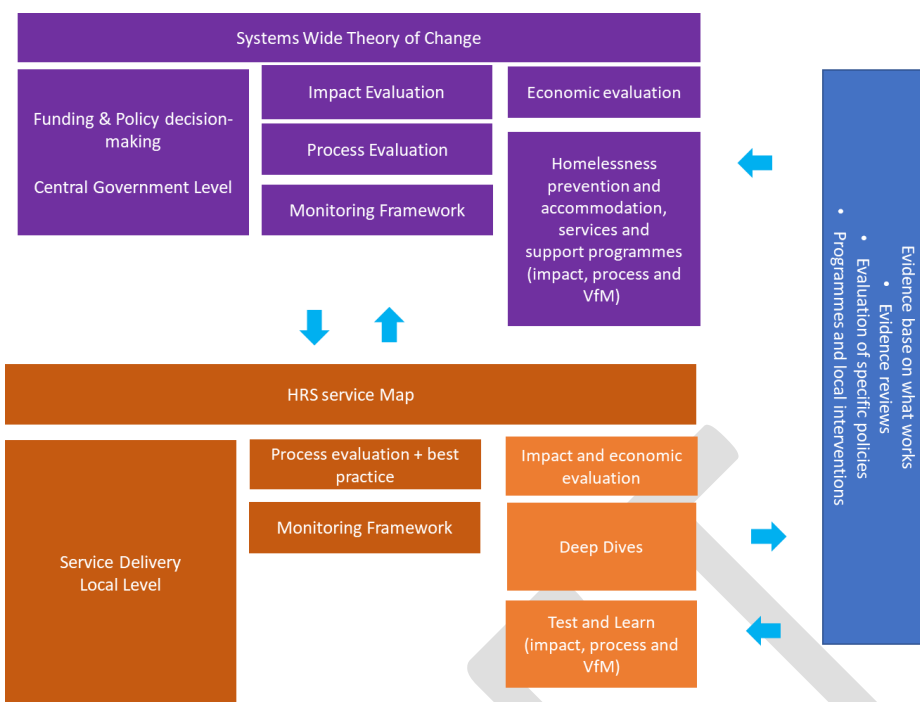 Systems Wide Theory of Change
Funding & Policy decision-
making
Central Government Level
Impact Evaluation
Process Evaluation
Monitoring Framework
Economic evaluation
Homelessness
prevention and
accommodation,
services and
support programmes
(impact, process and
VfM)
HRS service Map
Service Delivery
Local Level
Process evaluation + best
practice
Monitoring Framework
Impact and economic
evaluation
Deep Dives
Test and Learn
(impact, process and
VfM)
Evidence base on what works
• Evidence reviews
• Evaluation of specific policies
• Programmes and local interventions